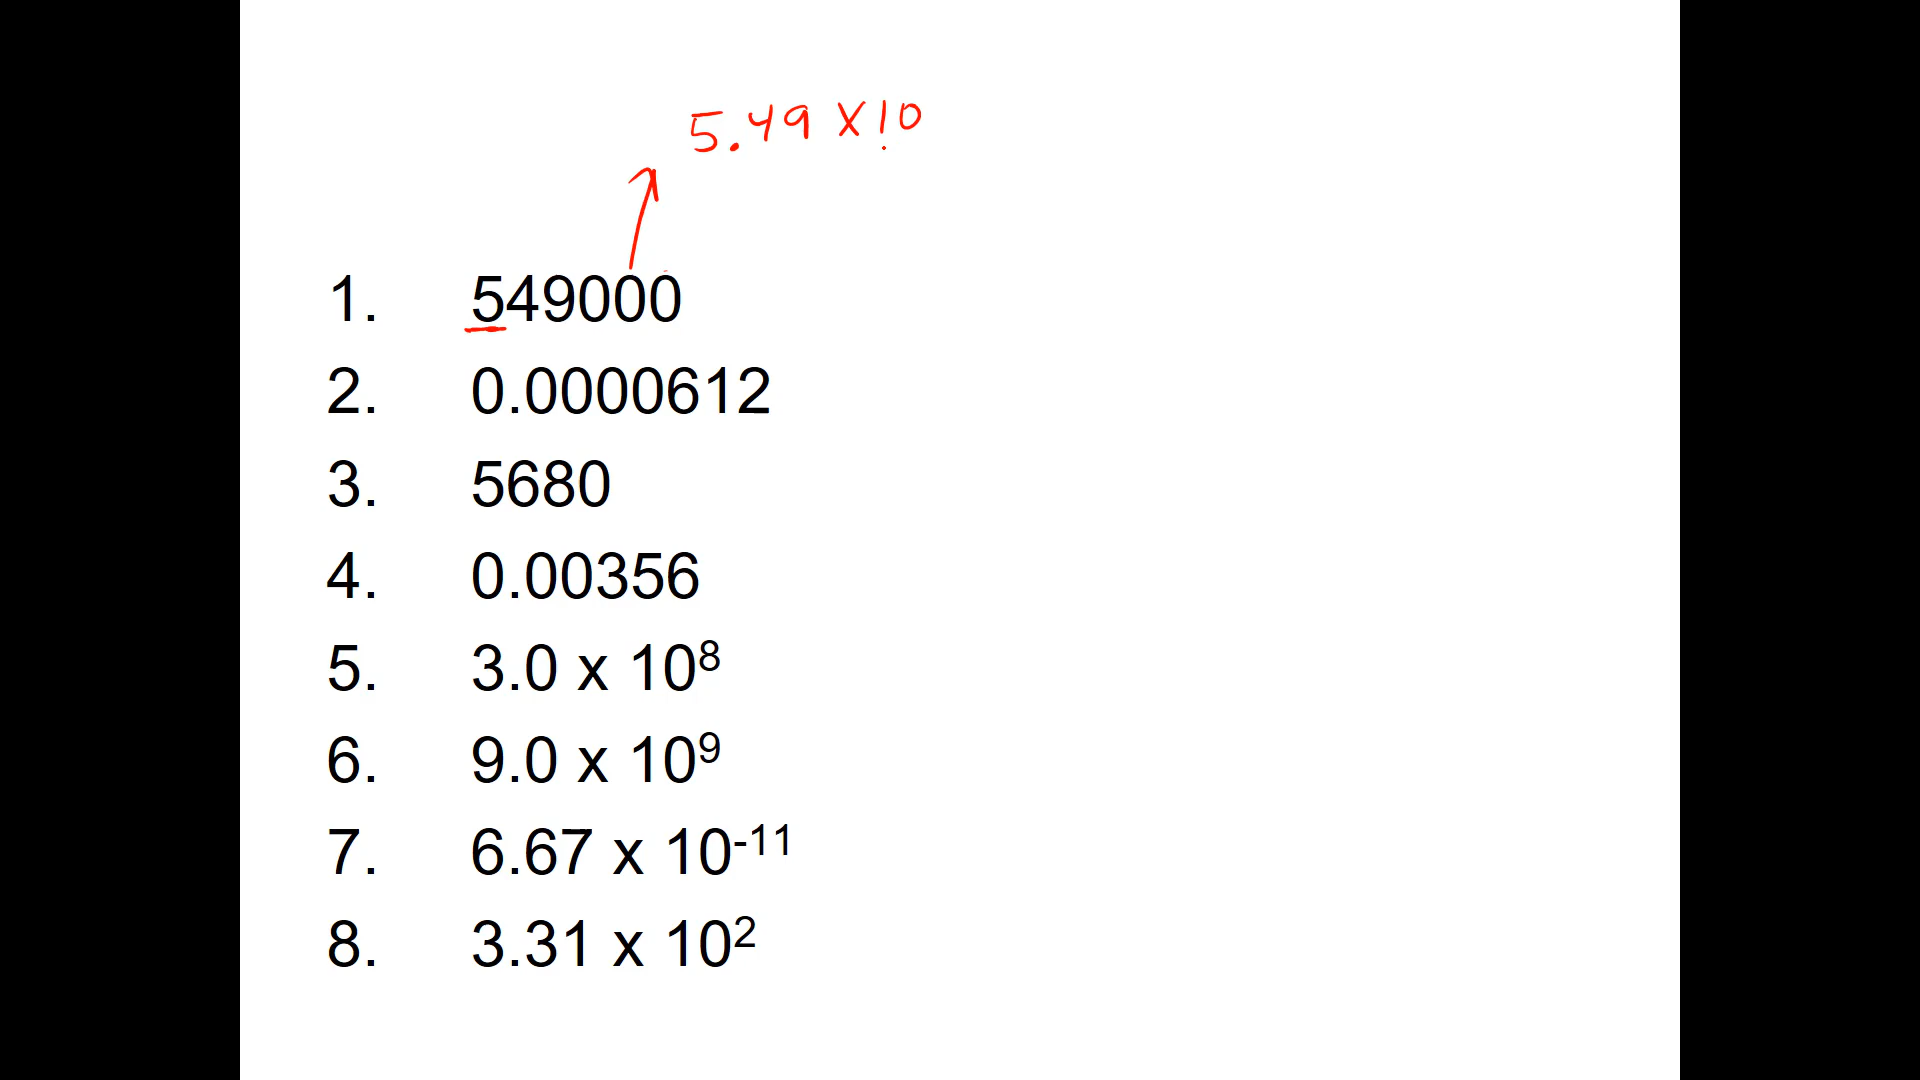 5.49 x 10
1. 549000
2. 0.0000612
3. 5680
4. 0.00356
5. 3.0 x 10⁸
6. 9.0 x 10⁹
7. 6.67 x 10⁻¹¹
8. 3.31 x 10²